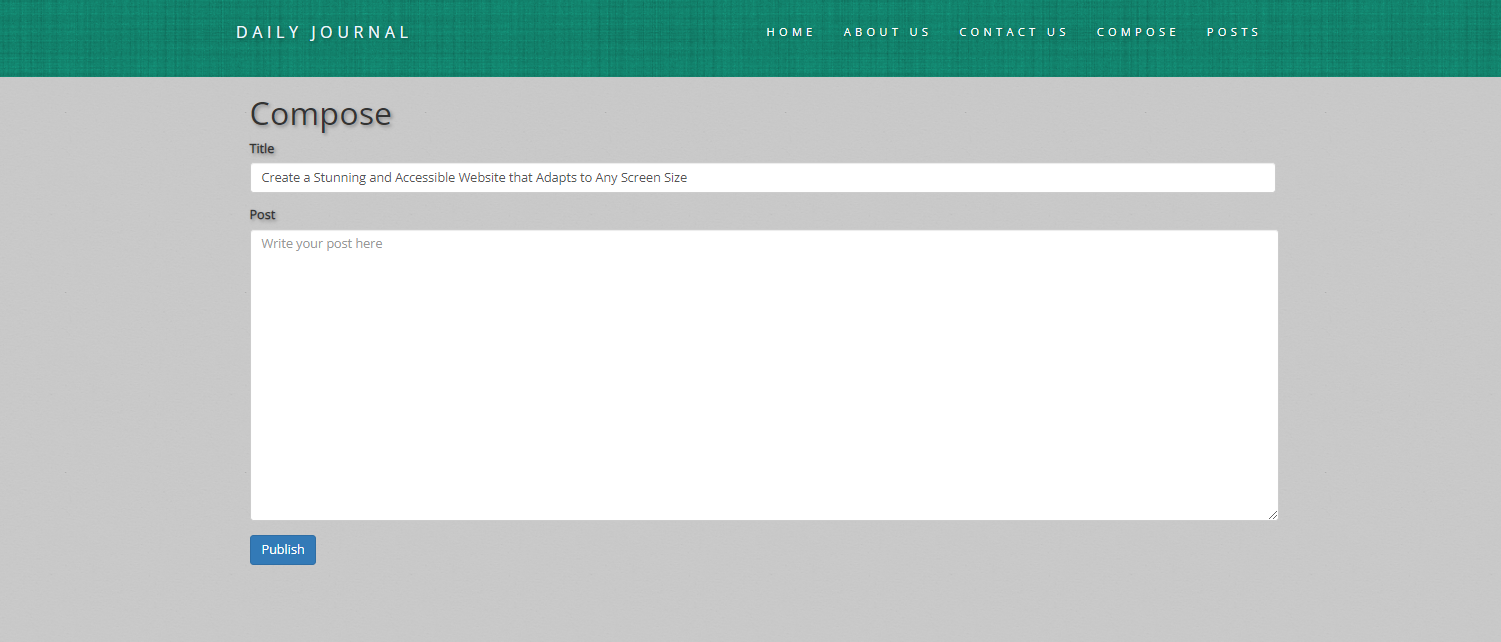 DAILY JOURNAL
HOME ABOUT US CONTACT US COMPOSE POSTS
Compose
Title
Create a Stunning and Accessible Website that Adapts to Any Screen Size
Post
Write your post here
Publish